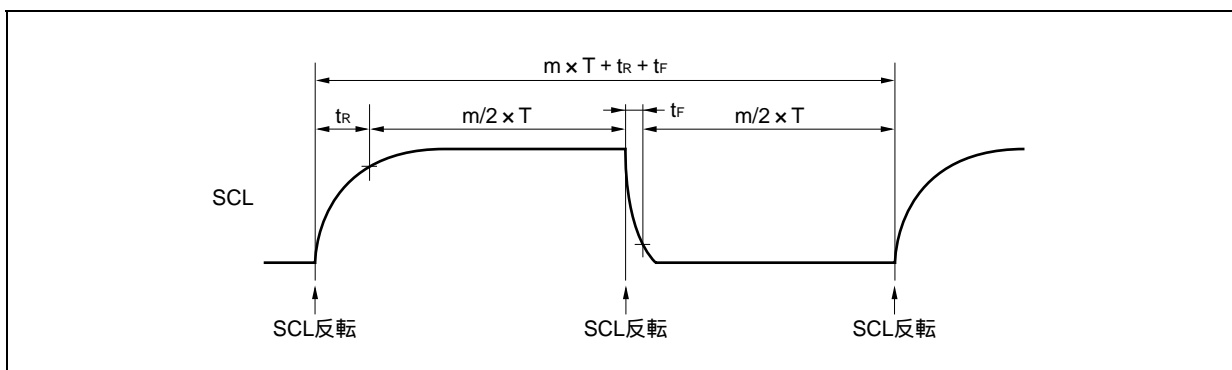 m × T + tR + tF
tR
m/2 × T
tF
m/2 × T
SCL
SCL反転
SCL反転
SCL反転